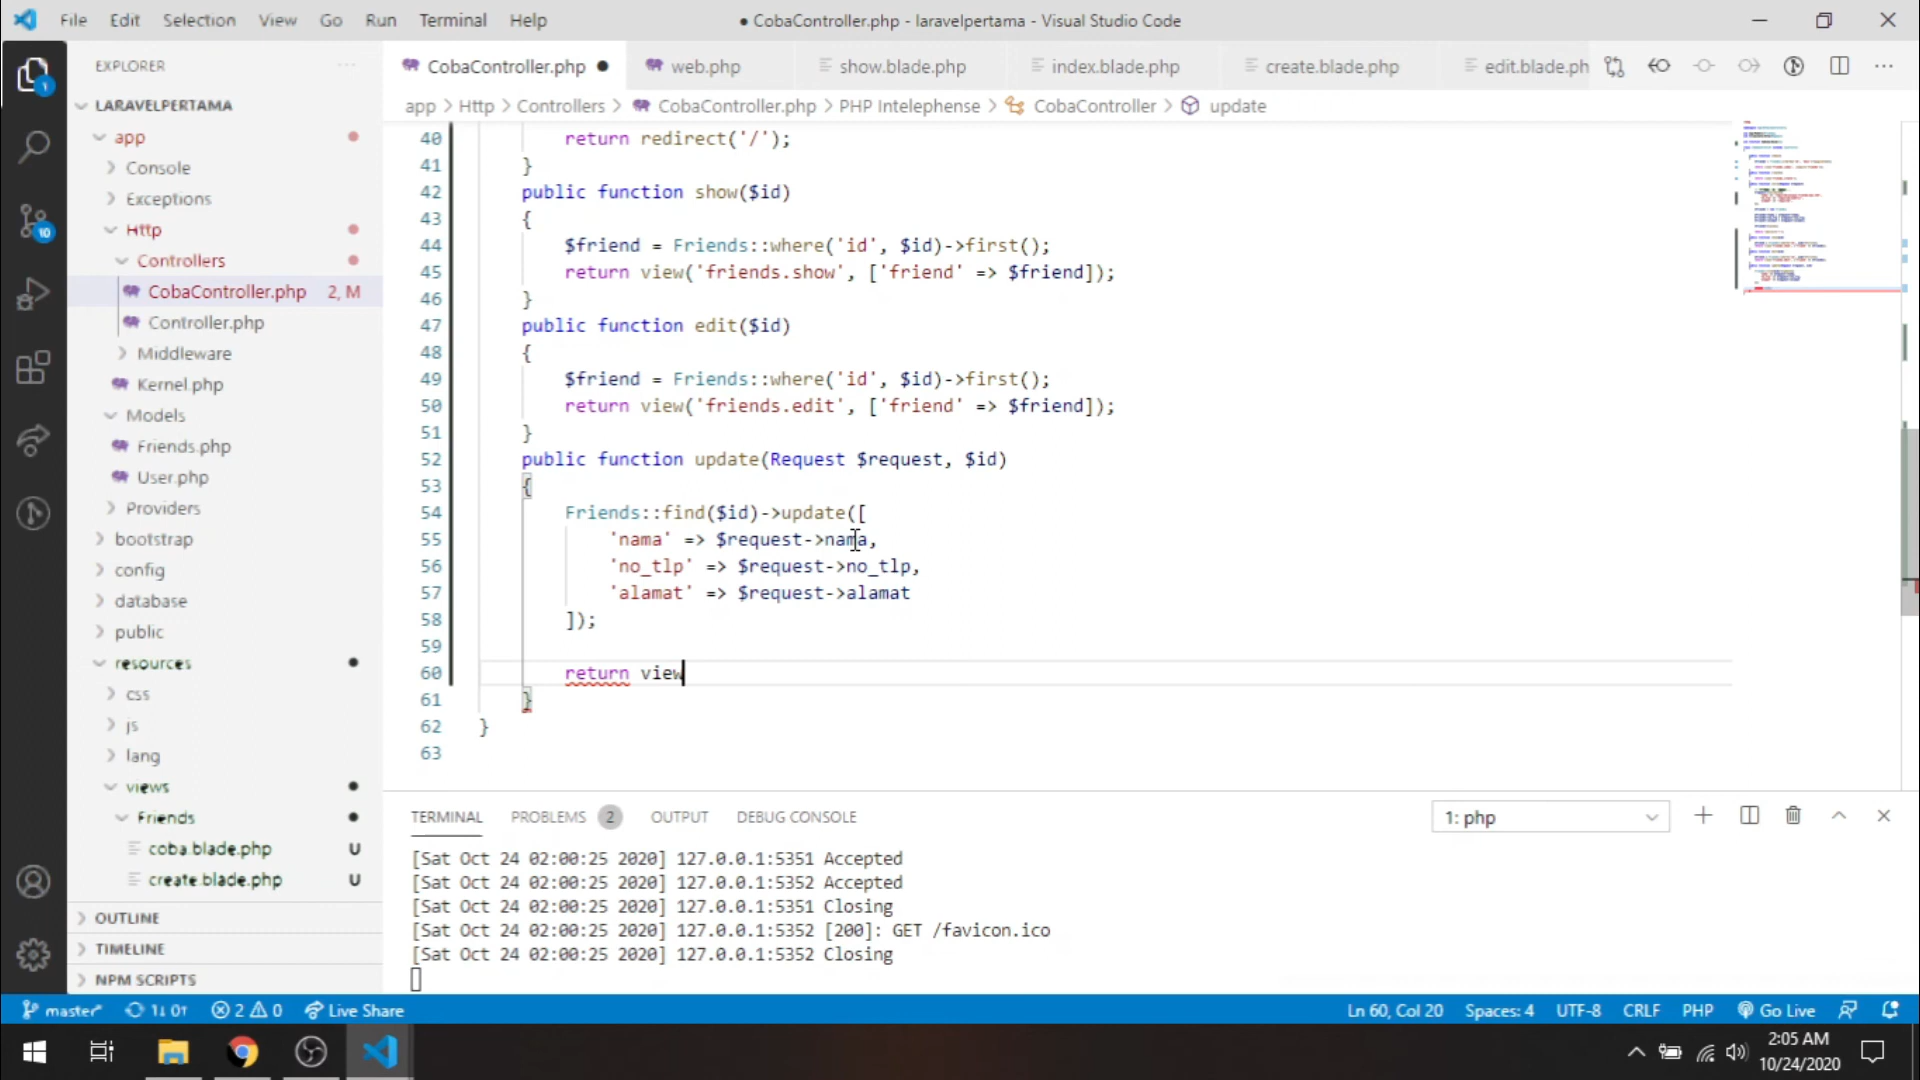 File Edit Selection View Go Run Terminal Help
● CobaController.php - laravelpertama - Visual Studio Code
EXPLORER
LARAVELPERTAMA
app
Console
Exceptions
Http
Controllers
CobaController.php 2, M
Controller.php
Middleware
Kernel.php
Models
Friends.php
User.php
Providers
bootstrap
config
database
public
resources
css
js
lang
views
Friends
coba.blade.php U
create.blade.php U
OUTLINE
TIMELINE
NPM SCRIPTS
1
10
CobaController.php ● web.php show.blade.php index.blade.php create.blade.php edit.blade.ph
app > Http > Controllers > CobaController.php > PHP Intelephense > CobaController > update
40 return redirect('/');
41 }
42 public function show($id)
43 {
44 $friend = Friends::where('id', $id)->first();
45 return view('friends.show', ['friend' => $friend]);
46 }
47 public function edit($id)
48 {
49 $friend = Friends::where('id', $id)->first();
50 return view('friends.edit', ['friend' => $friend]);
51 }
52 public function update(Request $request, $id)
53 {
54 Friends::find($id)->update([
55 'nama' => $request->nama,
56 'no_tlp' => $request->no_tlp,
57 'alamat' => $request->alamat
58 ]);
59
60 return view
61 }
62 }
63
TERMINAL PROBLEMS 2 OUTPUT DEBUG CONSOLE
1: php
[Sat Oct 24 02:00:25 2020] 127.0.0.1:5351 Accepted
[Sat Oct 24 02:00:25 2020] 127.0.0.1:5352 Accepted
[Sat Oct 24 02:00:25 2020] 127.0.0.1:5351 Closing
[Sat Oct 24 02:00:25 2020] 127.0.0.1:5352 [200]: GET /favicon.ico
[Sat Oct 24 02:00:25 2020] 127.0.0.1:5352 Closing
master* 1↓ 0↑ 2 0 Live Share
Ln 60, Col 20 Spaces: 4 UTF-8 CRLF PHP Go Live
2:05 AM
10/24/2020